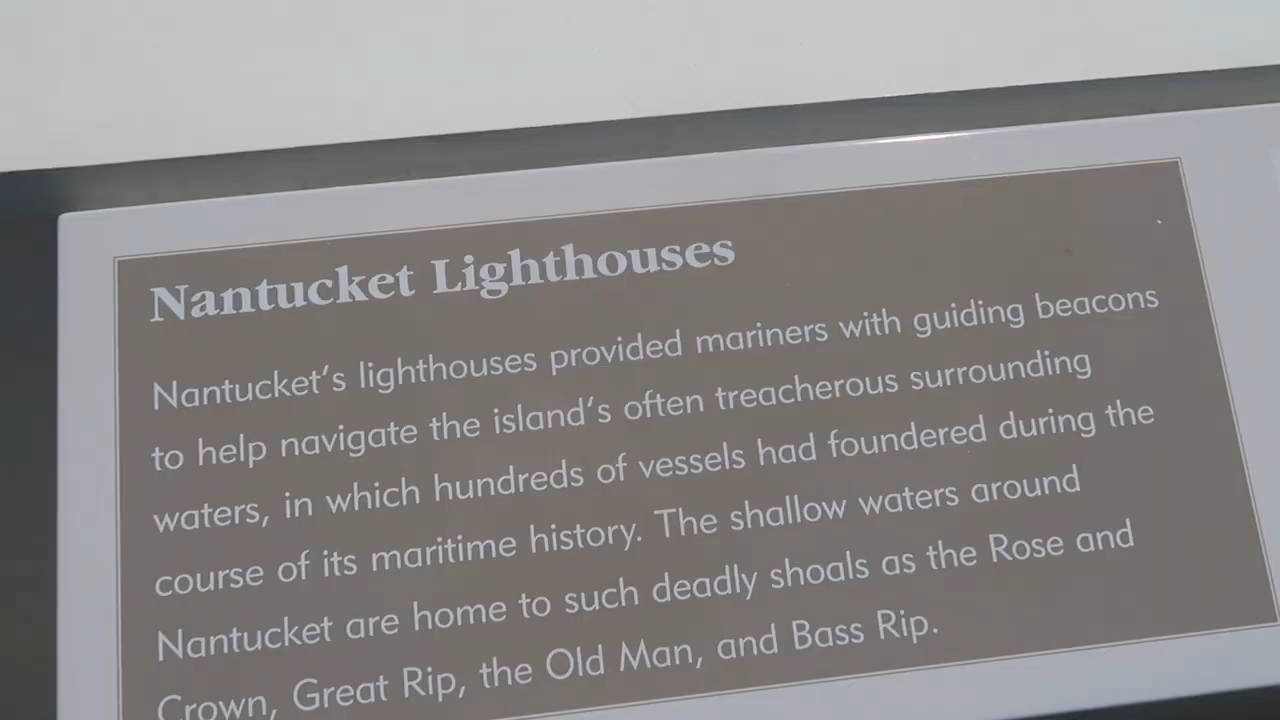 Nantucket Lighthouses
Nantucket's lighthouses provided mariners with guiding beacons
to help navigate the island's often treacherous surrounding
waters, in which hundreds of vessels had foundered during the
course of its maritime history. The shallow waters around
Nantucket are home to such deadly shoals as the Rose and
Crown, Great Rip, the Old Man, and Bass Rip.